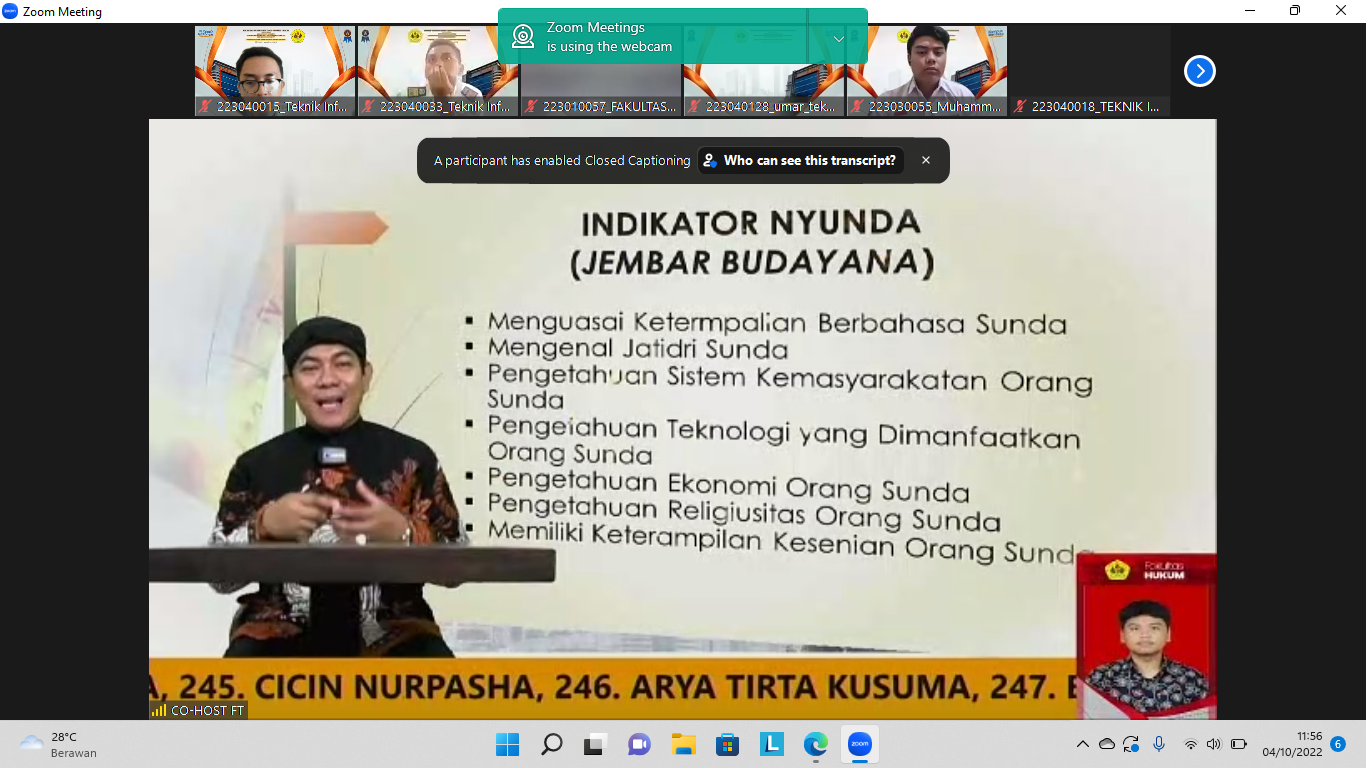 Zoom Meeting
Zoom Meetings
is using the webcam
223040015_Teknik Inf...
223040033_Teknik Inf...
223010057_FAKULTAS...
223040128_umar_tek...
223030055_Muhamm...
223040018_TEKNIK I...
A participant has enabled Closed Captioning
Who can see this transcript?
INDIKATOR NYUNDA
(JEMBAR BUDAYANA)
▪ Menguasai Ketermpalian Berbahasa Sunda
▪ Mengenal Jatidri Sunda
▪ Pengetahuan Sistem Kemasyarakatan Orang
Sunda
▪ Pengetahuan Teknologi yang Dimanfaatkan
Orang Sunda
▪ Pengetahuan Ekonomi Orang Sunda
▪ Pengetahuan Religiusitas Orang Sunda
▪ Memiliki Keterampilan Kesenian Orang Sunda
Fakultas
HUKUM
A, 245. CICIN NURPASHA, 246. ARYA TIRTA KUSUMA, 247.
CO-HOST FT
28°C
Berawan
zoom
11:56
04/10/2022
6